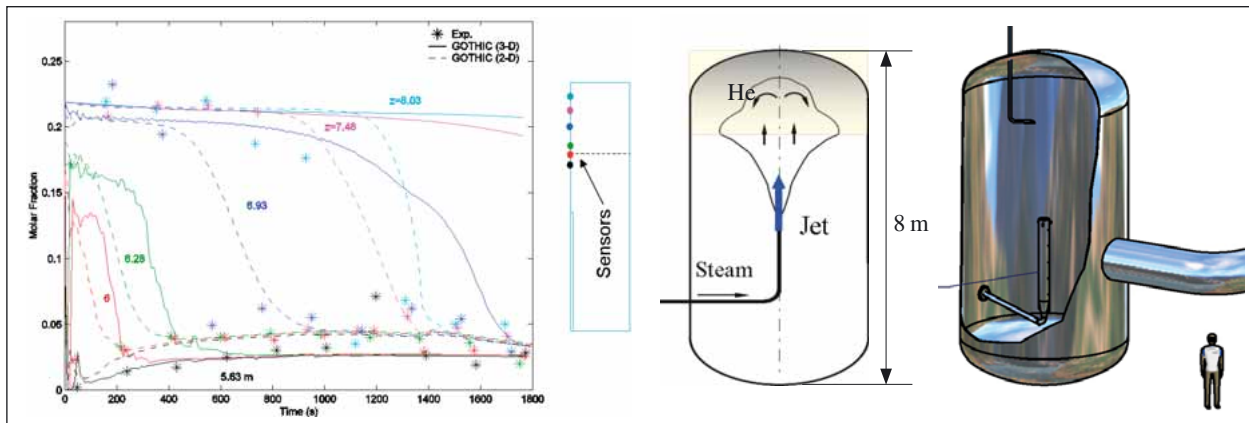 Exp.
GOTHIC (3-D)
GOTHIC (2-D)
0.25
0.2
0.15
0.1
0.05
0
Molar Fraction
z=8.03
z=7.48
6.93
6.28
6
5.63 m
0 200 400 600 800 1000 1200 1400 1600 1800
Time (s)
Sensors
He
Jet
Steam
8 m